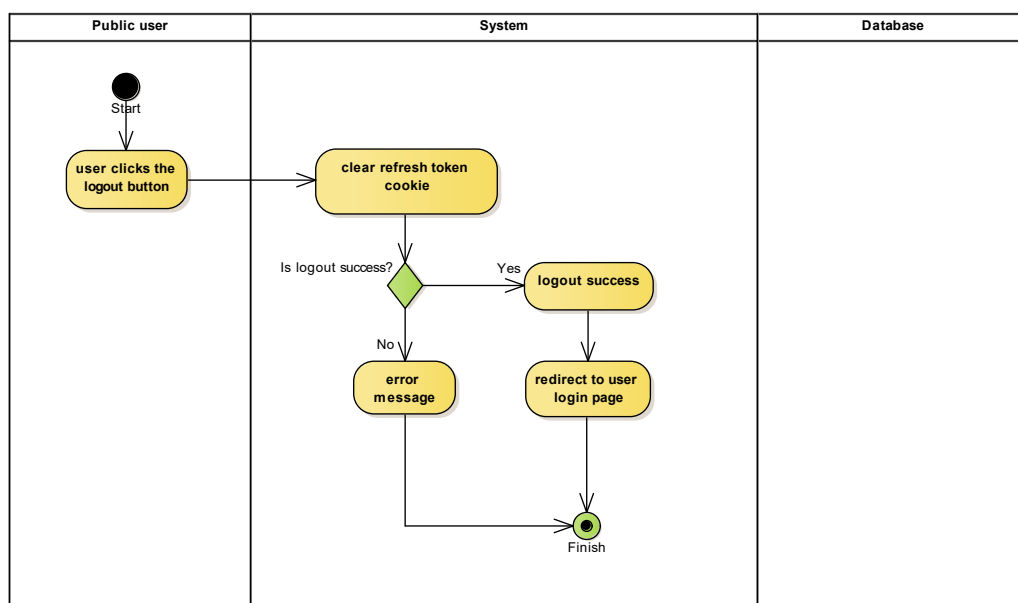 Public user
System
Database
Start
user clicks the
logout button
clear refresh token
cookie
Is logout success?
Yes
logout success
No
error
message
redirect to user
login page
Finish